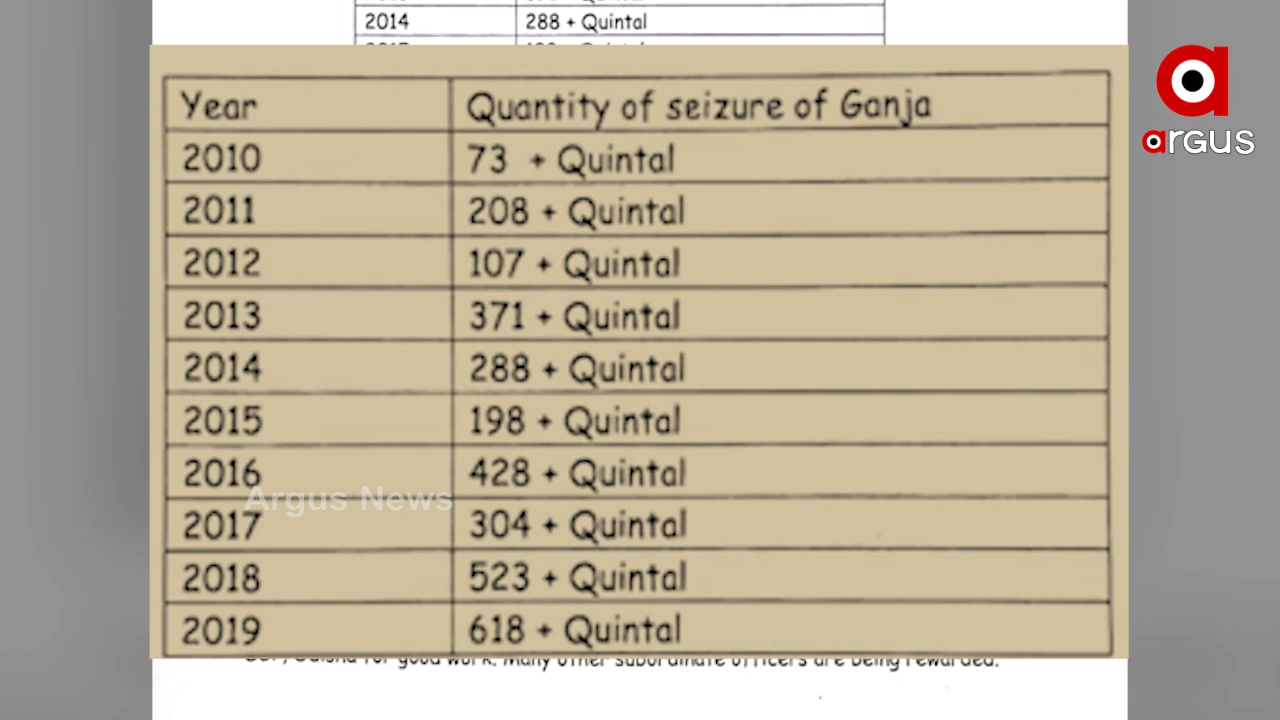 2014 288 + Quintal
Year Quantity of seizure of Ganja
2010 73 + Quintal
2011 208 + Quintal
2012 107 + Quintal
2013 371 + Quintal
2014 288 + Quintal
2015 198 + Quintal
2016 428 + Quintal
2017 304 + Quintal
2018 523 + Quintal
2019 618 + Quintal
for good work. Many other subordinate officers are being rewarded.
argus
Argus News